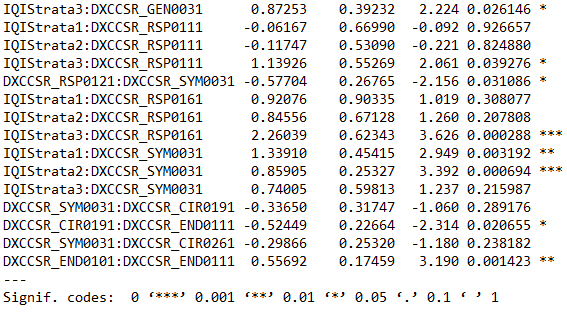 IQIStrata3:DXCCSR_GEN0031 0.87253 0.39232 2.224 0.026146 *
IQIStrata1:DXCCSR_RSP0111 -0.06167 0.66990 -0.092 0.926657
IQIStrata2:DXCCSR_RSP0111 -0.11747 0.53090 -0.221 0.824880
IQIStrata3:DXCCSR_RSP0111 1.13926 0.55269 2.061 0.039276 *
DXCCSR_RSP0121:DXCCSR_SYM0031 -0.57704 0.26765 -2.156 0.031086 *
IQIStrata1:DXCCSR_RSP0161 0.92076 0.90335 1.019 0.308077
IQIStrata2:DXCCSR_RSP0161 0.84556 0.67128 1.260 0.207808
IQIStrata3:DXCCSR_RSP0161 2.26039 0.62343 3.626 0.000288 ***
IQIStrata1:DXCCSR_SYM0031 1.33910 0.45415 2.949 0.003192 **
IQIStrata2:DXCCSR_SYM0031 0.85905 0.25327 3.392 0.000694 ***
IQIStrata3:DXCCSR_SYM0031 0.74005 0.59813 1.237 0.215987
DXCCSR_SYM0031:DXCCSR_CIR0191 -0.33650 0.31747 -1.060 0.289176
DXCCSR_CIR0191:DXCCSR_END0111 -0.52449 0.22664 -2.314 0.020655 *
DXCCSR_SYM0031:DXCCSR_CIR0261 -0.29866 0.25320 -1.180 0.238182
DXCCSR_END0101:DXCCSR_END0111 0.55692 0.17459 3.190 0.001423 **
---
Signif. codes: 0 ‘***’ 0.001 ‘**’ 0.01 ‘*’ 0.05 ‘.’ 0.1 ‘ ’ 1